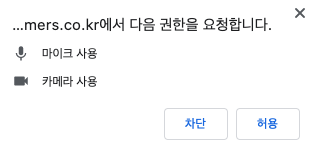 ...mers.co.kr에서 다음 권한을 요청합니다.
마이크 사용
카메라 사용
차단
허용